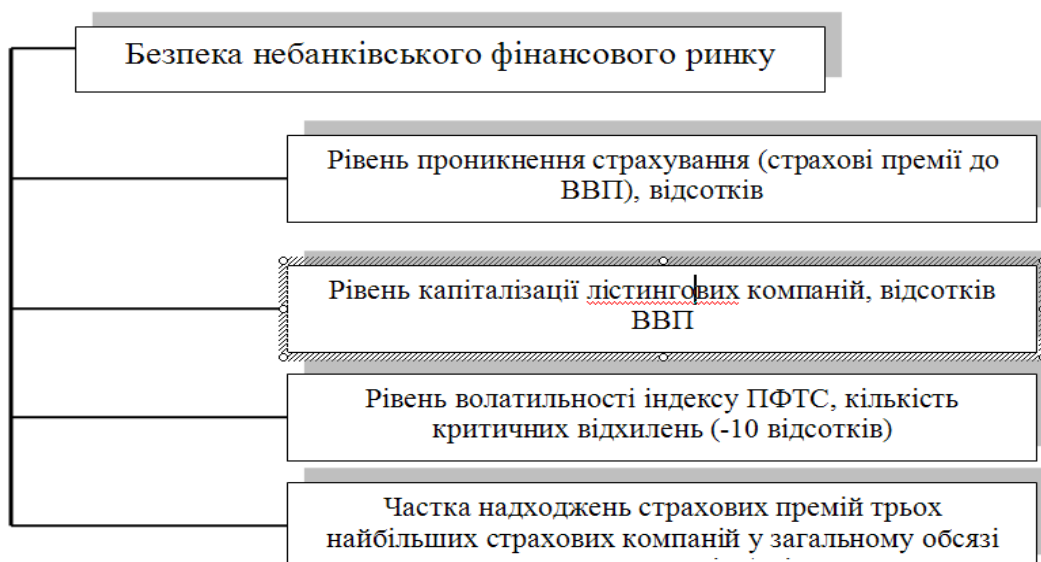 Безпека небанківського фінансового ринку
Рівень проникнення страхування (страхові премії до
ВВП), відсотків
Рівень капіталізації лістингових компаній, відсотків
ВВП
Рівень волатильності індексу ПФТС, кількість
критичних відхилень (-10 відсотків)
Частка надходжень страхових премій трьох
найбільших страхових компаній у загальному обсязі